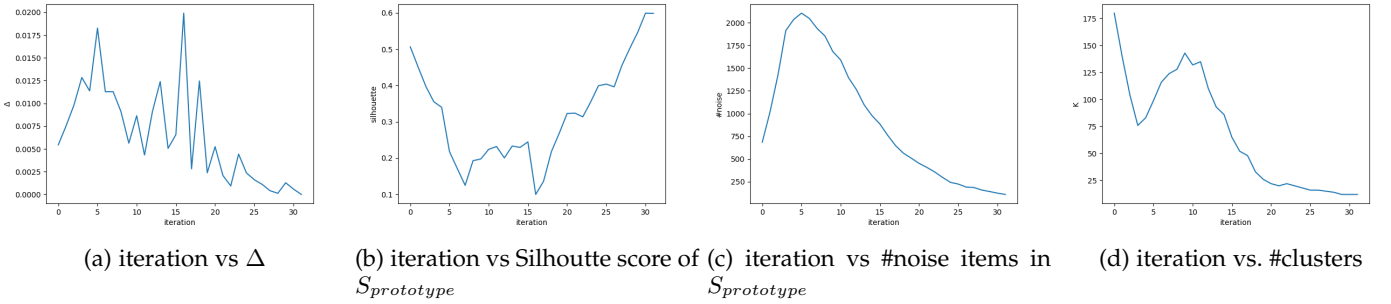 0.0200
0.0175
0.0150
0.0125
0.0100
0.0075
0.0050
0.0025
0.0000
Δ
0 5 10 15 20 25 30
iteration
0.6
0.5
0.4
0.3
0.2
0.1
silhouette
0 5 10 15 20 25 30
iteration
2000
1750
1500
1250
1000
750
500
250
#noise
0 5 10 15 20 25 30
iteration
175
150
125
100
75
50
25
K
0 5 10 15 20 25 30
iteration
(a) iteration vs Δ
(b) iteration vs Silhoutte score of
S_prototype
(c) iteration vs #noise items in
S_prototype
(d) iteration vs. #clusters